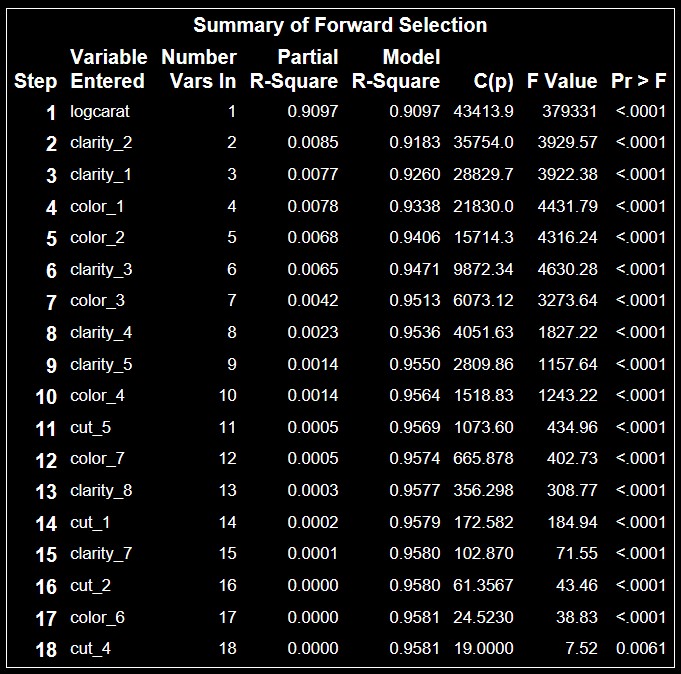 Summary of Forward Selection
Step Variable Entered Number Vars In Partial R-Square Model R-Square C(p) F Value Pr > F
1 logcarat 1 0.9097 0.9097 43413.9 379331 <.0001
2 clarity_2 2 0.0085 0.9183 35754.0 3929.57 <.0001
3 clarity_1 3 0.0077 0.9260 28829.7 3922.38 <.0001
4 color_1 4 0.0078 0.9338 21830.0 4431.79 <.0001
5 color_2 5 0.0068 0.9406 15714.3 4316.24 <.0001
6 clarity_3 6 0.0065 0.9471 9872.34 4630.28 <.0001
7 color_3 7 0.0042 0.9513 6073.12 3273.64 <.0001
8 clarity_4 8 0.0023 0.9536 4051.63 1827.22 <.0001
9 clarity_5 9 0.0014 0.9550 2809.86 1157.64 <.0001
10 color_4 10 0.0014 0.9564 1518.83 1243.22 <.0001
11 cut_5 11 0.0005 0.9569 1073.60 434.96 <.0001
12 color_7 12 0.0005 0.9574 665.878 402.73 <.0001
13 clarity_8 13 0.0003 0.9577 356.298 308.77 <.0001
14 cut_1 14 0.0002 0.9579 172.582 184.94 <.0001
15 clarity_7 15 0.0001 0.9580 102.870 71.55 <.0001
16 cut_2 16 0.0000 0.9580 61.3567 43.46 <.0001
17 color_6 17 0.0000 0.9581 24.5230 38.83 <.0001
18 cut_4 18 0.0000 0.9581 19.0000 7.52 0.0061